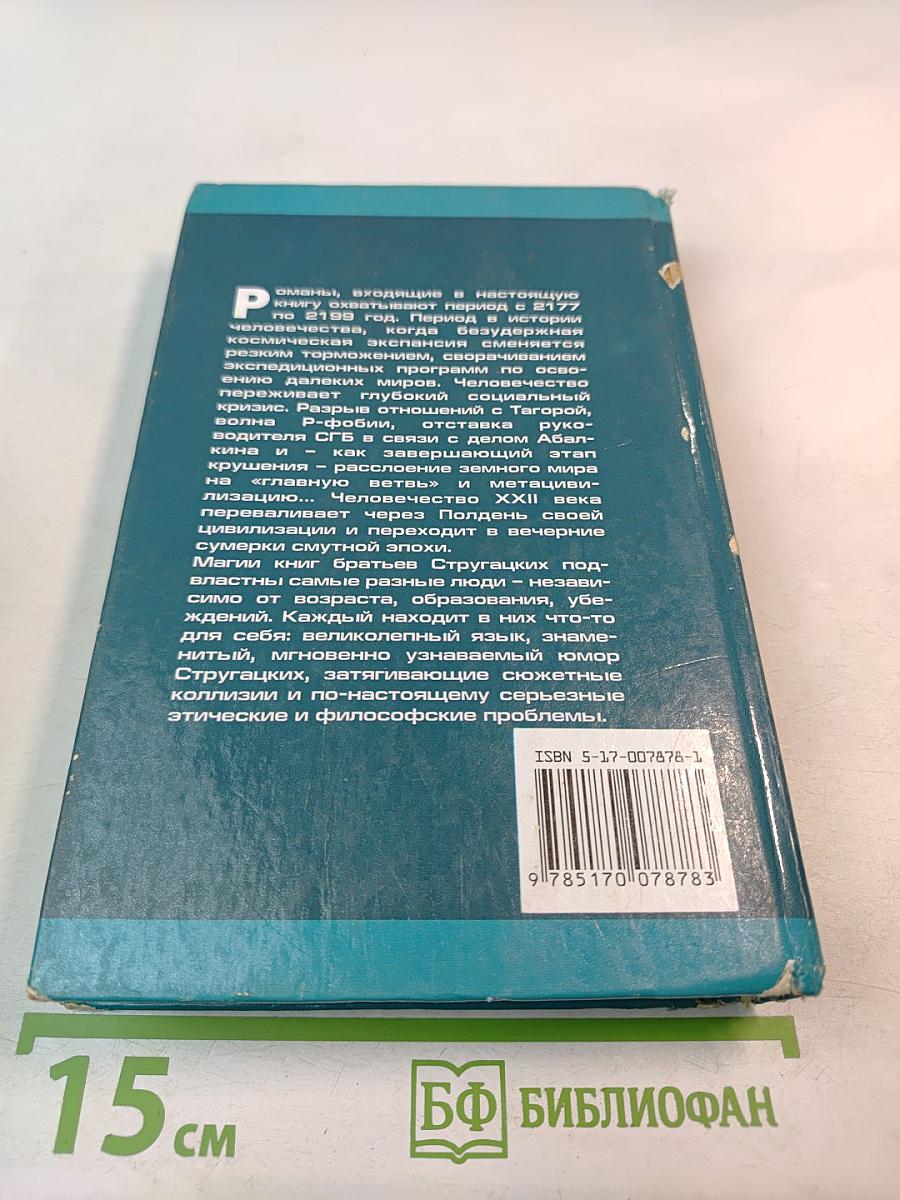 Романы, входящие в настоящую
книгу охватывают период с 2177
по 2199 год. Период в истории
человечества, когда безудержная
космическая экспансия сменяется
резким торможением, сворачиванием
экспедиционных программ по осво-
ению далеких миров. Человечество
переживает глубокий социальный
кризис. Разрыв отношений с Тагорой,
волна Р-фобии, отставка руко-
водителя СГБ в связи с делом Абал-
кина и – как завершающий этап
крушения – расслоение земного мира
на «главную ветвь» и метациви-
лизацию... Человечество XXII века
переваливает через Полдень своей
цивилизации и переходит в вечерние
сумерки смутной эпохи.
Магии книг братьев Стругацких под-
властны самые разные люди – незави-
симо от возраста, образования, убе-
ждений. Каждый находит в них что-то
для себя: великолепный язык, знаме-
нитый, мгновенно узнаваемый юмор
Стругацких, затягивающие сюжетные
коллизии и по-настоящему серьезные
этические и философские проблемы.
ISBN 5-17-007878-1
9 785170 078783
15 см
БФ БИБЛИОФАН